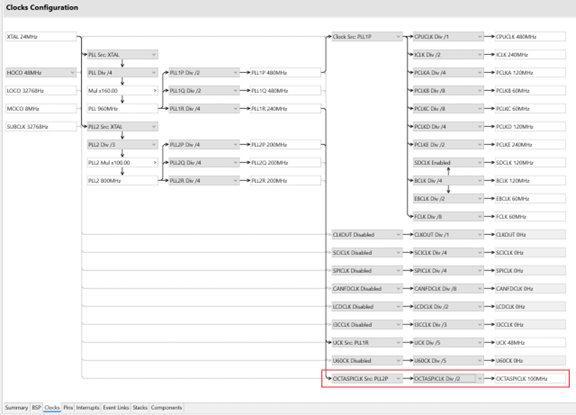 Clocks Configuration
XTAL 24MHz
Clock Src: PLL1P
CPUCLK Div /1
CPUCLK 480MHz
PLL Src: XTAL
ICLK Div /2
ICLK 240MHz
HOCO 48MHz
PLL Div /4
PLL1P Div /2
PLL1P 480MHz
PCLKA Div /4
PCLKA 120MHz
LOCO 32768Hz
PLL Mul x160.00
PLL1Q Div /2
PLL1Q 480MHz
PCLKB Div /8
PCLKB 60MHz
MOCO 8MHz
PLL 960MHz
PLL1R Div /4
PLL1R 240MHz
PCLKC Div /8
PCLKC 60MHz
SUBCLK 32768Hz
PLL2 Src: XTAL
PCLKD Div /4
PCLKD 120MHz
PLL2 Div /3
PLL2P Div /4
PLL2P 200MHz
PCLKE Div /2
PCLKE 240MHz
PLL2 Mul x100.00
PLL2Q Div /4
PLL2Q 200MHz
SDCLK Enabled
SDCLK 120MHz
PLL2 800MHz
PLL2R Div /4
PLL2R 200MHz
BCLK Div /4
BCLK 120MHz
EBCLK Div /2
EBCLK 60MHz
FCLK Div /8
FCLK 60MHz
CLKOUT Disabled
CLKOUT Div /1
CLKOUT 0Hz
SCICLK Disabled
SCICLK Div /4
SCICLK 0Hz
SPICLK Disabled
SPICLK Div /4
SPICLK 0Hz
CANFDCLK Disabled
CANFDCLK Div /8
CANFDCLK 0Hz
LCDCLK Disabled
LCDCLK Div /2
LCDCLK 0Hz
I3CCLK Disabled
I3CCLK Div /3
I3CCLK 0Hz
UCK Src: PLL1R
UCK Div /5
UCK 48MHz
U60CK Disabled
U60CK Div /5
U60CK 0Hz
OCTASPICLK Src: PLL2P
OCTASPICLK Div /2
OCTASPICLK 100MHz
Summary BSP Clocks Pins Interrupts Event Links Stacks Components